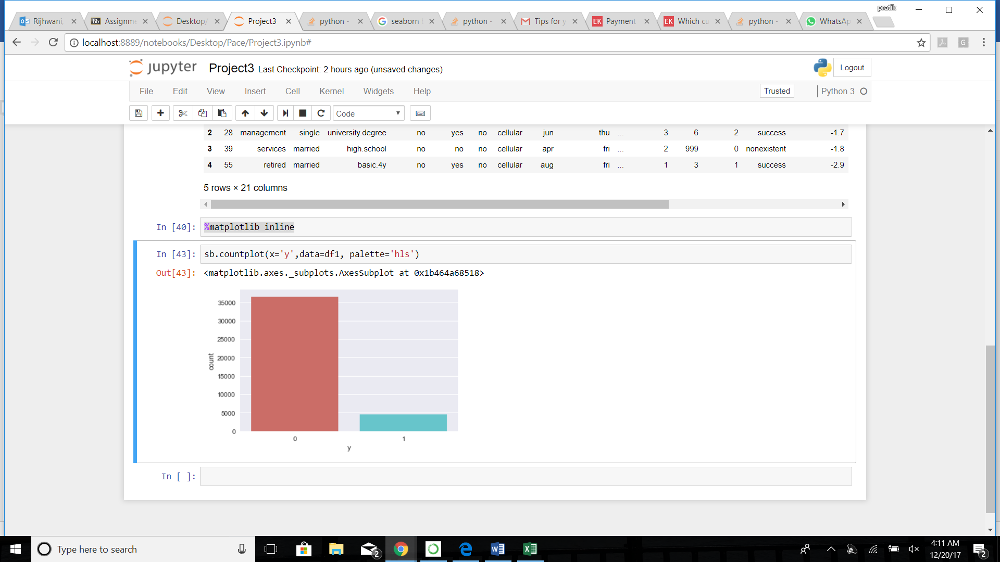 pratik
Rijhwani,
Bb Assignme
Desktop/
Project3
python -
seaborn
python -
Tips for y
EK Payment
EK Which cu
python -
WhatsAp
localhost:8889/notebooks/Desktop/Pace/Project3.ipynb#
G
jupyter Project3 Last Checkpoint: 2 hours ago (unsaved changes)
Logout
File Edit View Insert Cell Kernel Widgets Help
Trusted
Python 3
Code
2 28 management single university.degree no yes no cellular jun thu ... 3 6 2 success -1.7
3 39 services married high.school no no no cellular apr fri ... 2 999 0 nonexistent -1.8
4 55 retired married basic.4y no yes no cellular aug fri ... 1 3 1 success -2.9
5 rows × 21 columns
In [40]: %matplotlib inline
In [43]: sb.countplot(x='y',data=df1, palette='hls')
Out[43]: <matplotlib.axes._subplots.AxesSubplot at 0x1b464a68518>
35000
30000
25000
20000
15000
10000
5000
0
count
0 1
y
In [ ]:
Type here to search
2
4:11 AM
12/20/17
2